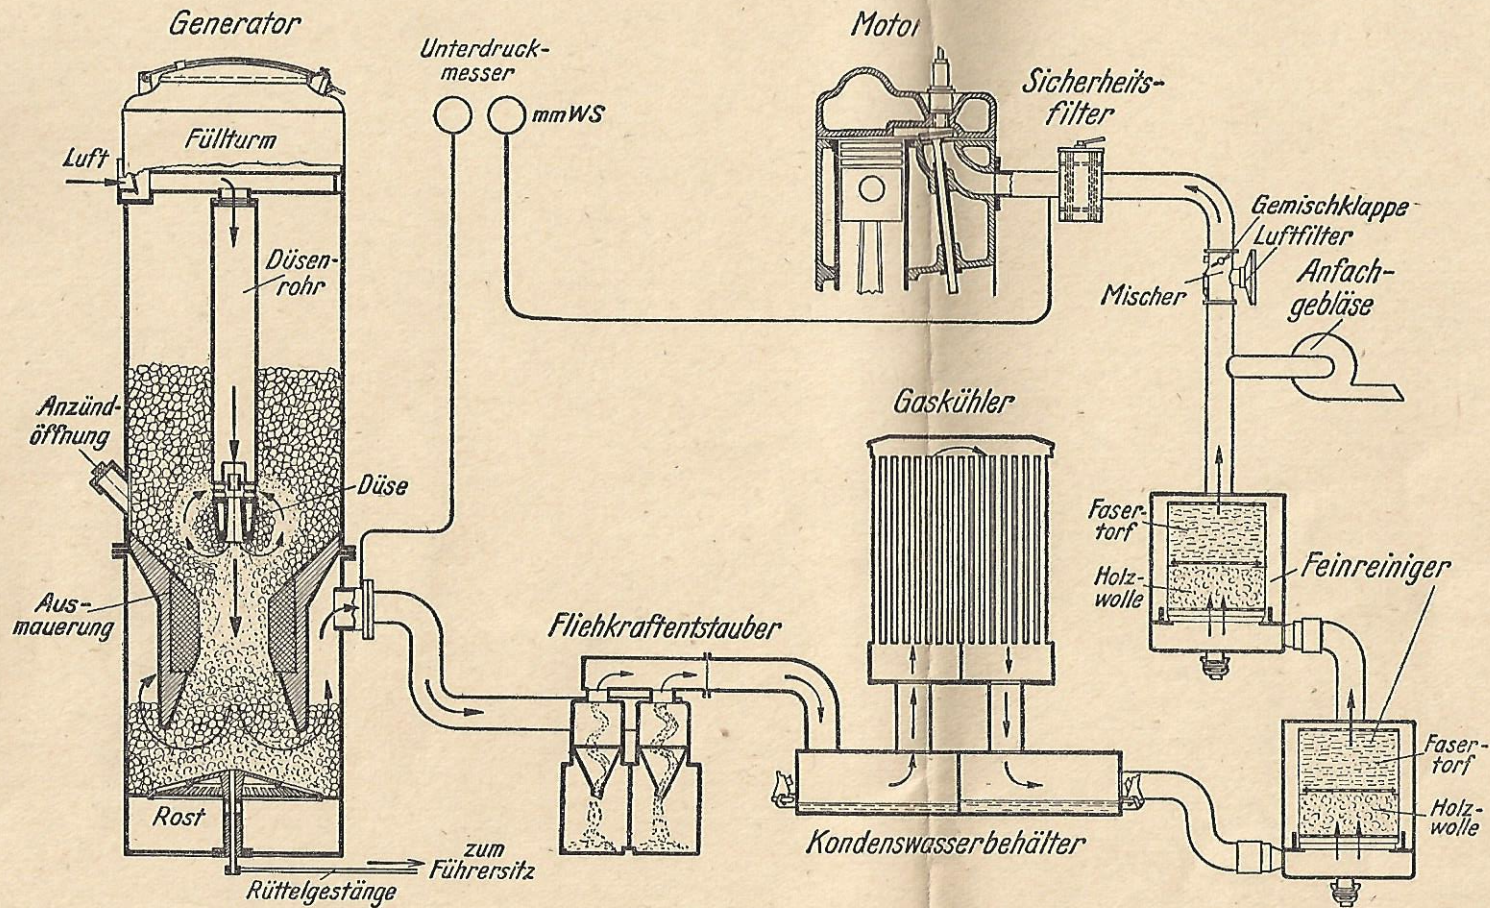 Generator
Unterdruck-
messer
mmWS
Motor
Sicherheits-
filter
Füllturm
Luft
Gemischklappe
Luftfilter
Mischer
Anfach-
gebläse
Düsen-
rohr
Anzünd-
öffnung
Düse
Gaskühler
Faser-
torf
Holz-
wolle
Feinreiniger
Aus-
mauerung
Fliehkraftentstauber
Faser-
torf
Holz-
wolle
Rost
Kondenswasserbehälter
zum
Führersitz
Rüttelgestänge